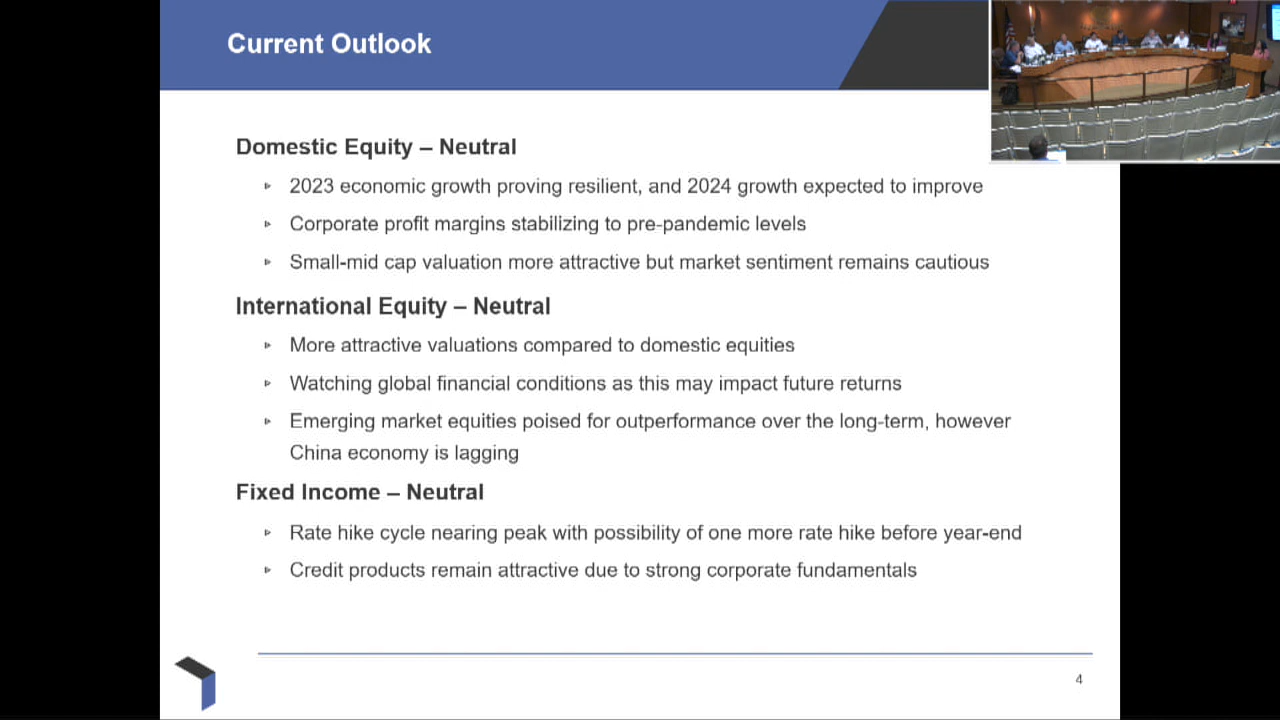 Current Outlook
Domestic Equity – Neutral
2023 economic growth proving resilient, and 2024 growth expected to improve
Corporate profit margins stabilizing to pre-pandemic levels
Small-mid cap valuation more attractive but market sentiment remains cautious
International Equity – Neutral
More attractive valuations compared to domestic equities
Watching global financial conditions as this may impact future returns
Emerging market equities poised for outperformance over the long-term, however
China economy is lagging
Fixed Income – Neutral
Rate hike cycle nearing peak with possibility of one more rate hike before year-end
Credit products remain attractive due to strong corporate fundamentals
4